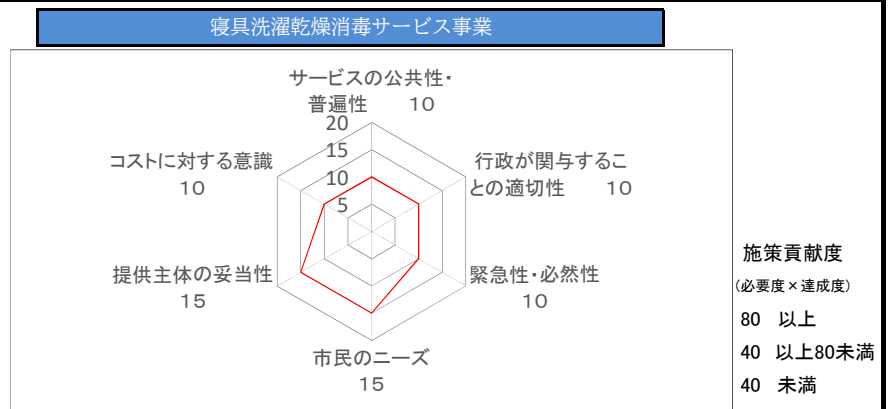 寝具洗濯乾燥消毒サービス事業
サービスの公共性・
普遍性 10
20
15
10
5
行政が関与するこ
との適切性 10
緊急性・必然性
10
市民のニーズ
15
提供主体の妥当性
15
コストに対する意識
10
施策貢献度
(必要度×達成度)
80 以上
40 以上80未満
40 未満